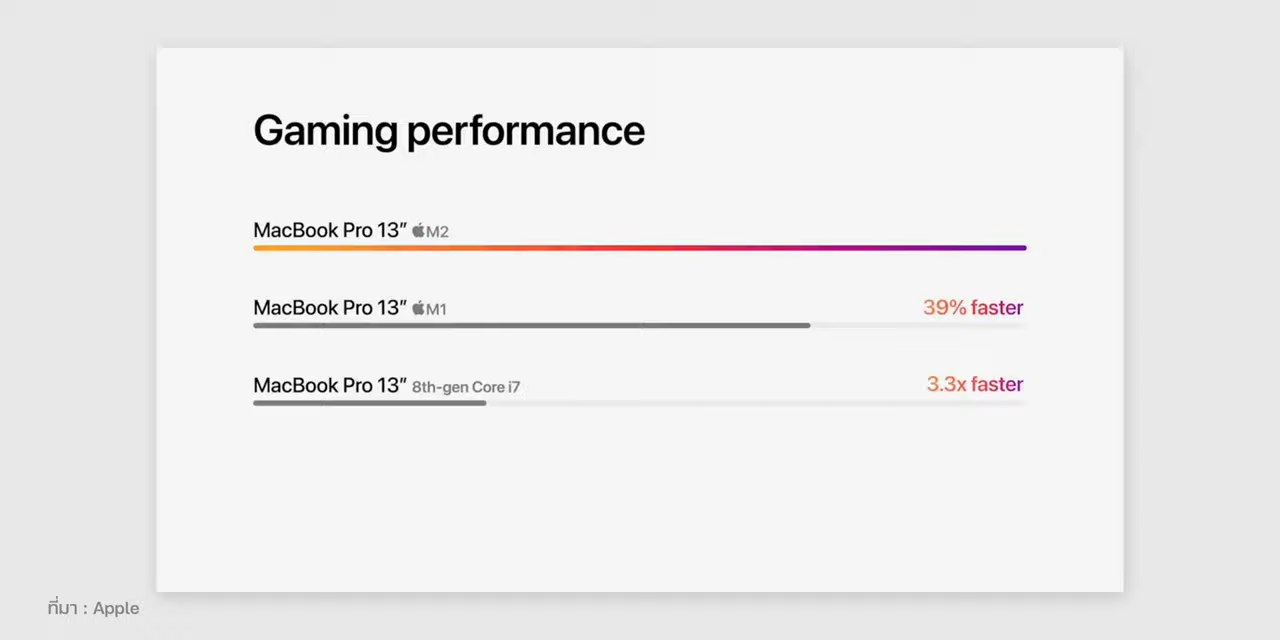 Gaming performance
MacBook Pro 13″ M2
MacBook Pro 13″ M1
39% faster
MacBook Pro 13″ 8th-gen Core i7
3.3x faster
ที่มา : Apple